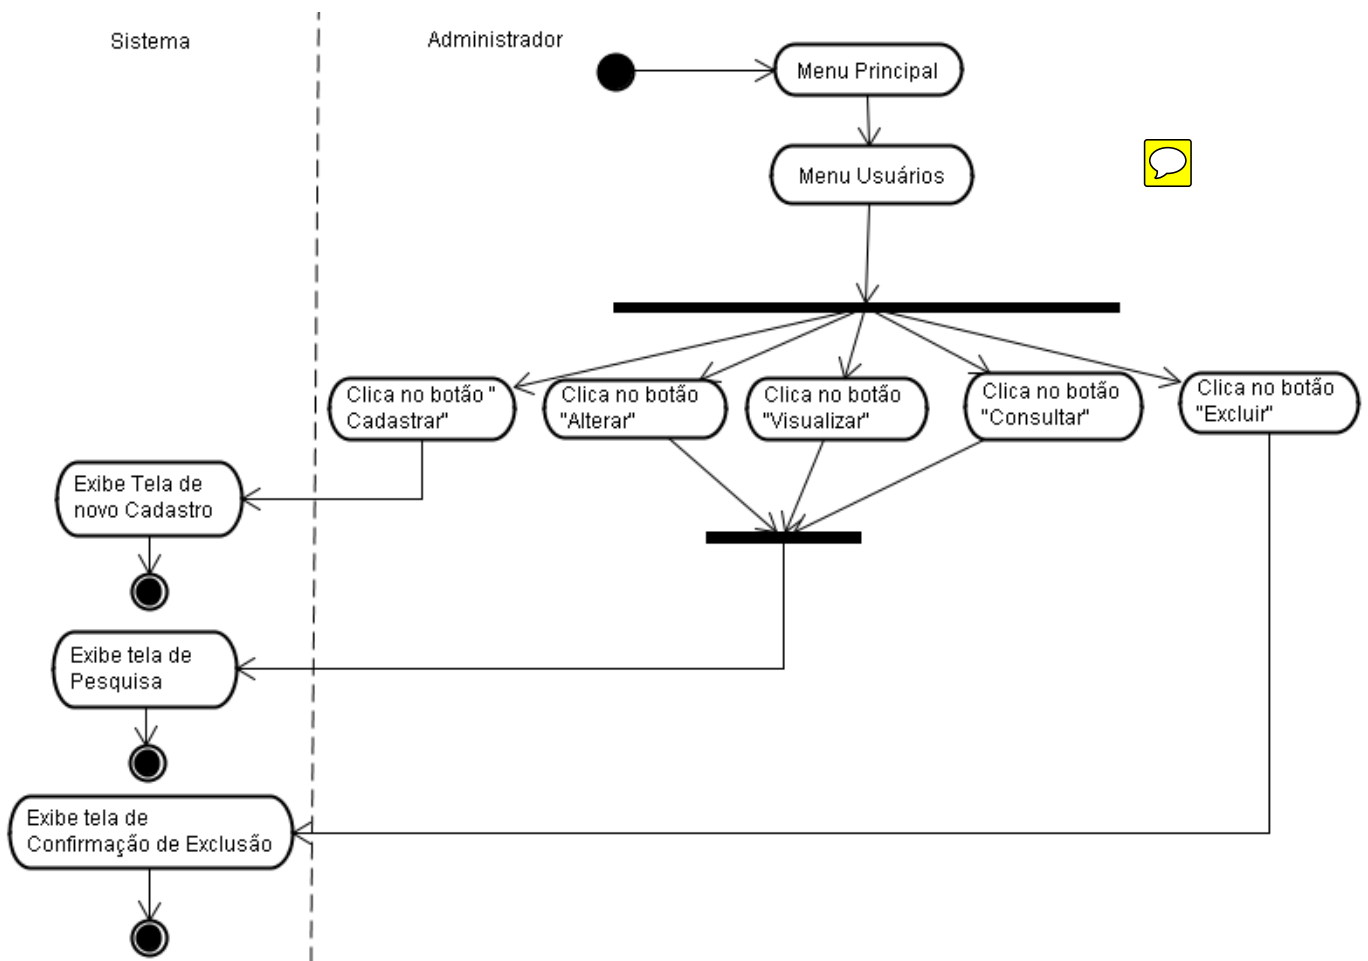 Sistema
Administrador
Menu Principal
Menu Usuários
Clica no botão "
Cadastrar"
Clica no botão
"Alterar"
Clica no botão
"Visualizar"
Clica no botão
"Consultar"
Clica no botão
"Excluir"
Exibe Tela de
novo Cadastro
Exibe tela de
Pesquisa
Exibe tela de
Confirmação de Exclusão